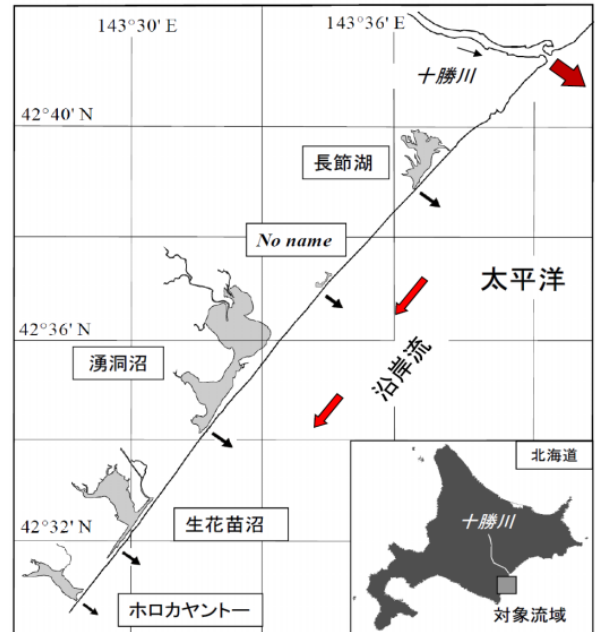 143°30' E
143°36' E
十勝川
42°40' N
長節湖
No name
太平洋
42°36' N
沿岸流
湧洞沼
北海道
十勝川
生花苗沼
42°32' N
対象流域
ホロカヤントー